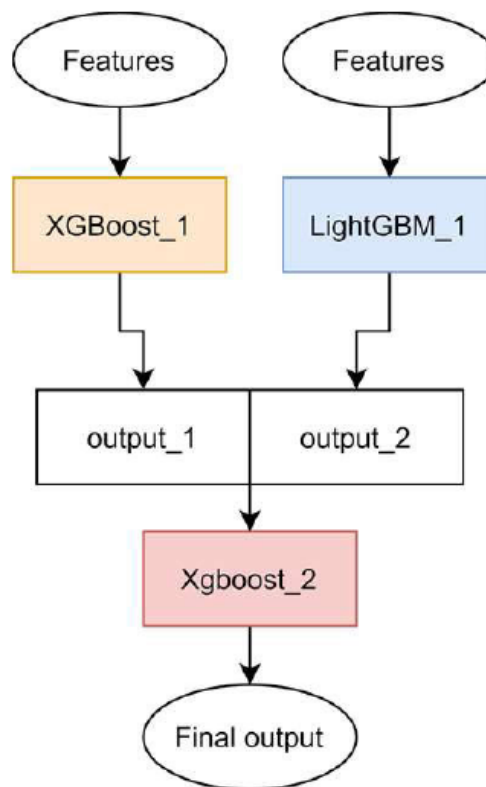 Features
Features
XGBoost_1
LightGBM_1
output_1
output_2
Xgboost_2
Final output